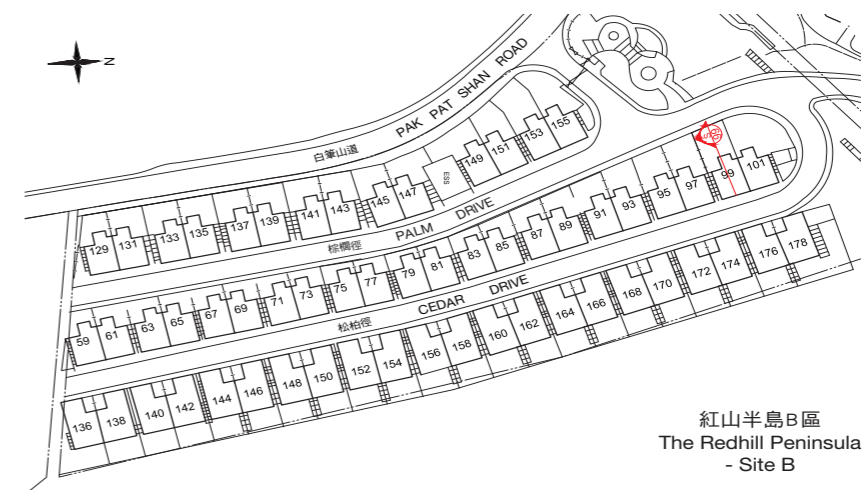 N
白筆山道
PAK PAT SHAN ROAD
129 131 133 135 137 139 141 143 145 147 ESS 149 151 153 155
棕櫚徑
PALM DRIVE
59 61 63 65 67 69 71 73 75 77 79 81 83 85 87 89 91 93 95 97 99 101
松柏徑
CEDAR DRIVE
136 138 140 142 144 146 148 150 152 154 156 158 160 162 164 166 168 170 172 174 176 178
紅山半島B區
The Redhill Peninsula
- Site B